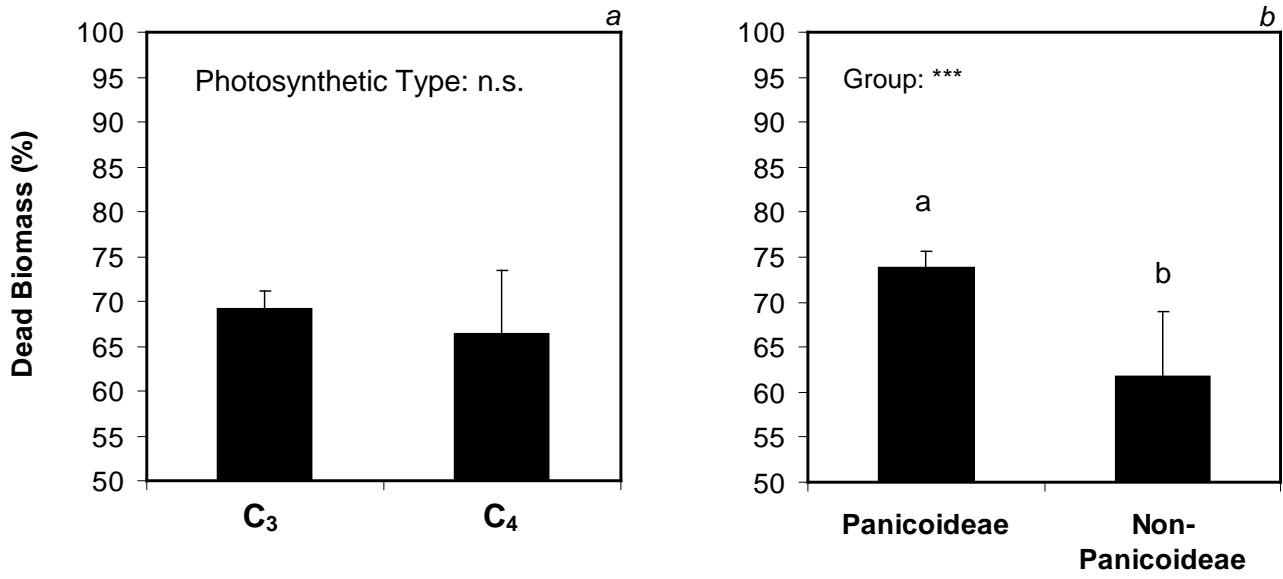 a
100
95
90
85
80
75
70
65
60
55
50
Dead Biomass (%)
Photosynthetic Type: n.s.
C₃
C₄
b
100
95
90
85
80
75
70
65
60
55
50
Group: ***
a
b
Panicoideae
Non-
Panicoideae